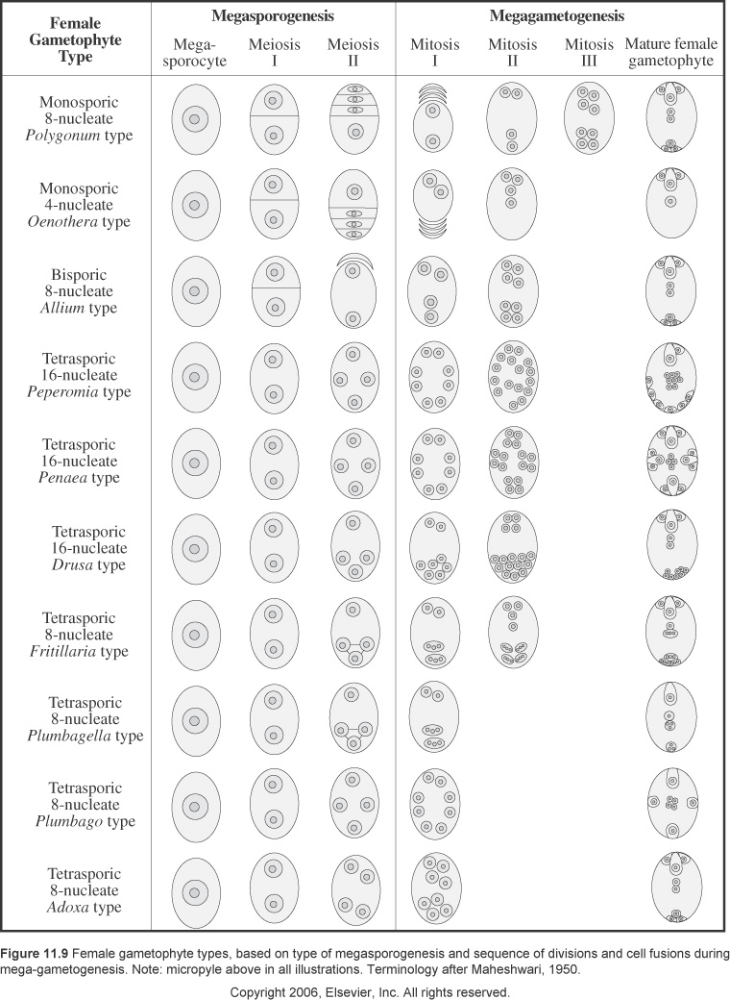 Female
Gametophyte
Type
Megasporogenesis
Megagametogenesis
Mega-
sporocyte
Meiosis
I
Meiosis
II
Mitosis
I
Mitosis
II
Mitosis
III
Mature female
gametophyte
Monosporic
8-nucleate
Polygonum type
Monosporic
4-nucleate
Oenothera type
Bisporic
8-nucleate
Allium type
Tetrasporic
16-nucleate
Peperomia type
Tetrasporic
16-nucleate
Penaea type
Tetrasporic
16-nucleate
Drusa type
Tetrasporic
8-nucleate
Fritillaria type
Tetrasporic
8-nucleate
Plumbagella type
Tetrasporic
8-nucleate
Plumbago type
Tetrasporic
8-nucleate
Adoxa type
Figure 11.9 Female gametophyte types, based on type of megasporogenesis and sequence of divisions and cell fusions during
mega-gametogenesis. Note: micropyle above in all illustrations. Terminology after Maheshwari, 1950.
Copyright 2006, Elsevier, Inc. All rights reserved.